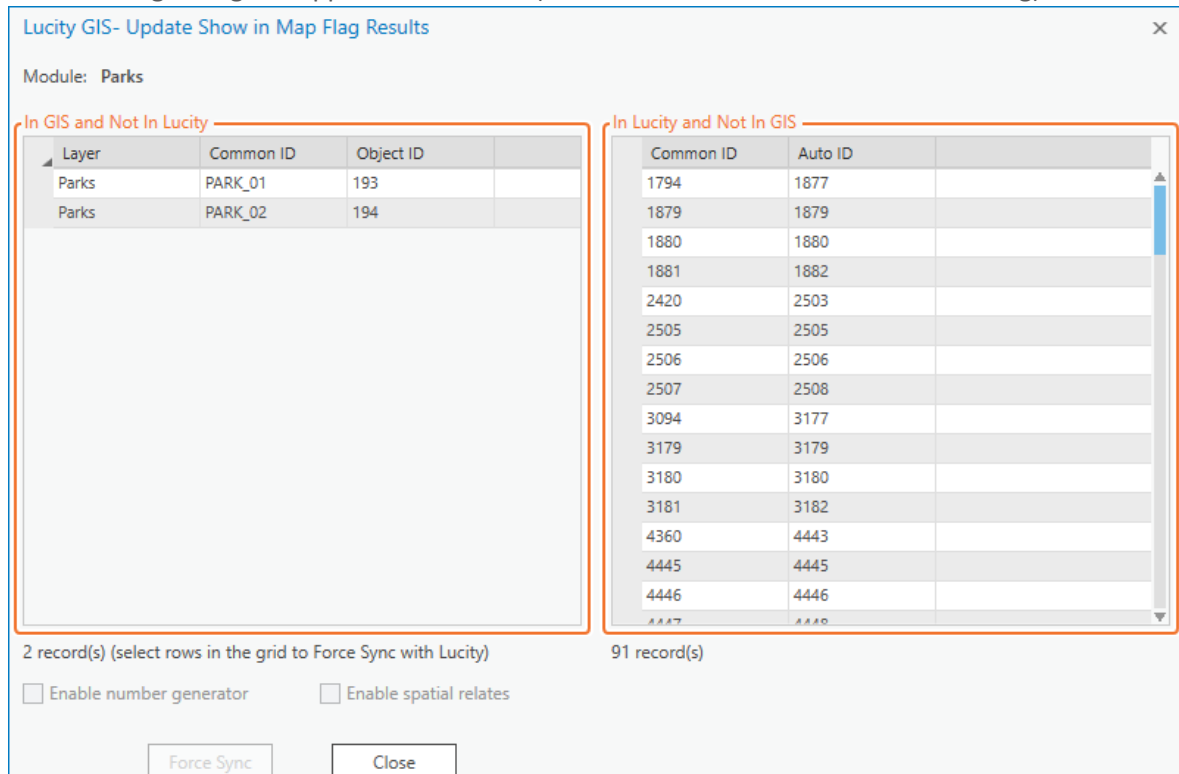 Lucity GIS- Update Show in Map Flag Results
Module: Parks
In GIS and Not In Lucity
Layer Common ID Object ID
Parks PARK_01 193
Parks PARK_02 194
In Lucity and Not In GIS
Common ID Auto ID
1794 1877
1879 1879
1880 1880
1881 1882
2420 2503
2505 2505
2506 2506
2507 2508
3094 3177
3179 3179
3180 3180
3181 3182
4360 4443
4445 4445
4446 4446
4447 4448
2 record(s) (select rows in the grid to Force Sync with Lucity)
91 record(s)
Enable number generator Enable spatial relates
Force Sync Close